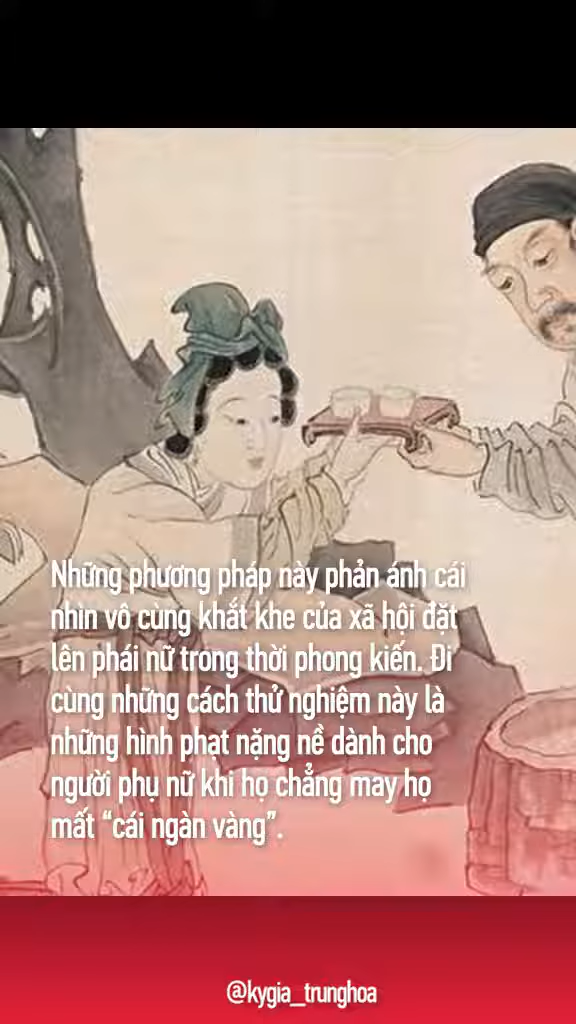 Những phương pháp này phản ánh cái
nhìn vô cùng khắt khe của xã hội đặt
lên phái nữ trong thời phong kiến. Đi
cùng những cách thử nghiệm này là
những hình phạt nặng nề dành cho
người phụ nữ khi họ chẳng may họ
mất “cái ngàn vàng”.
@kygia_trunghoa